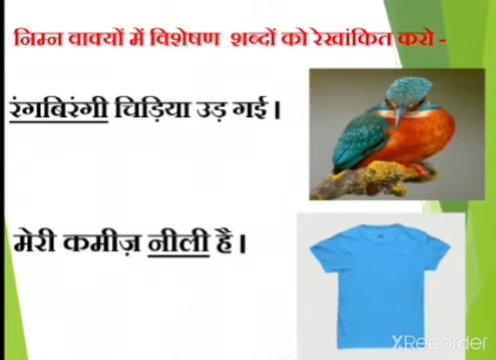 निम्न वाक्यों में विशेषण शब्दों को रेखांकित करो -
रंगबिरंगी चिड़िया उड़ गई।
मेरी कमीज़ नीली है।
XRecorder